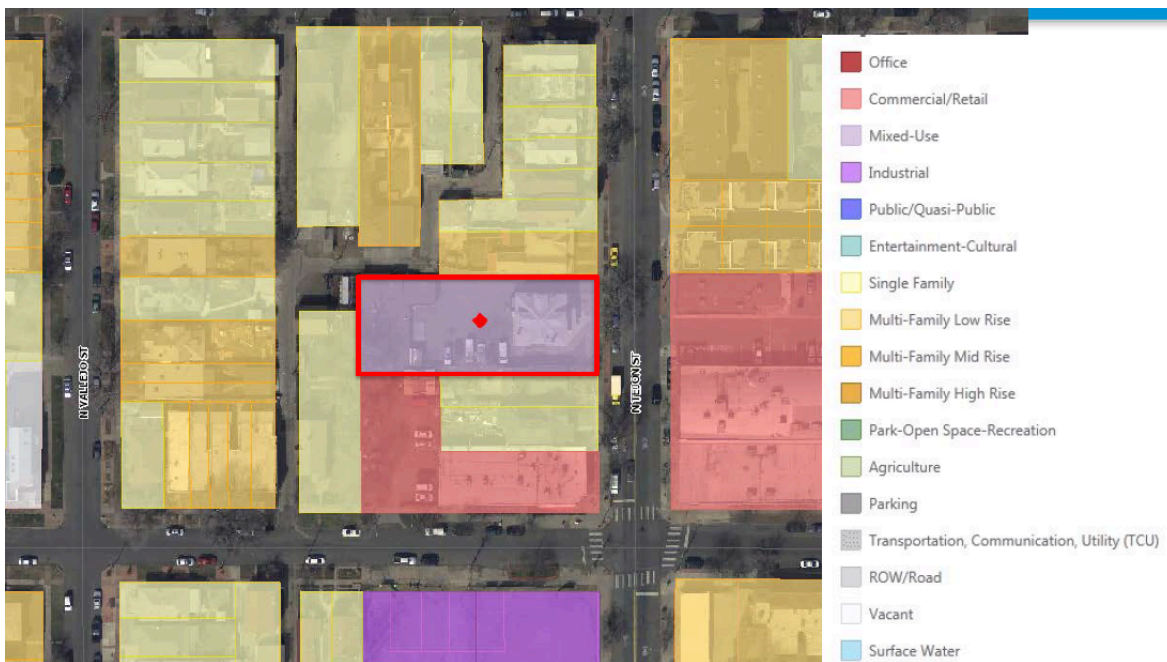 Office
Commercial/Retail
Mixed-Use
Industrial
Public/Quasi-Public
Entertainment-Cultural
Single Family
Multi-Family Low Rise
Multi-Family Mid Rise
Multi-Family High Rise
Park-Open Space-Recreation
Agriculture
Parking
Transportation, Communication, Utility (TCU)
ROW/Road
Vacant
Surface Water
N VALLEJO ST
N TEJON ST